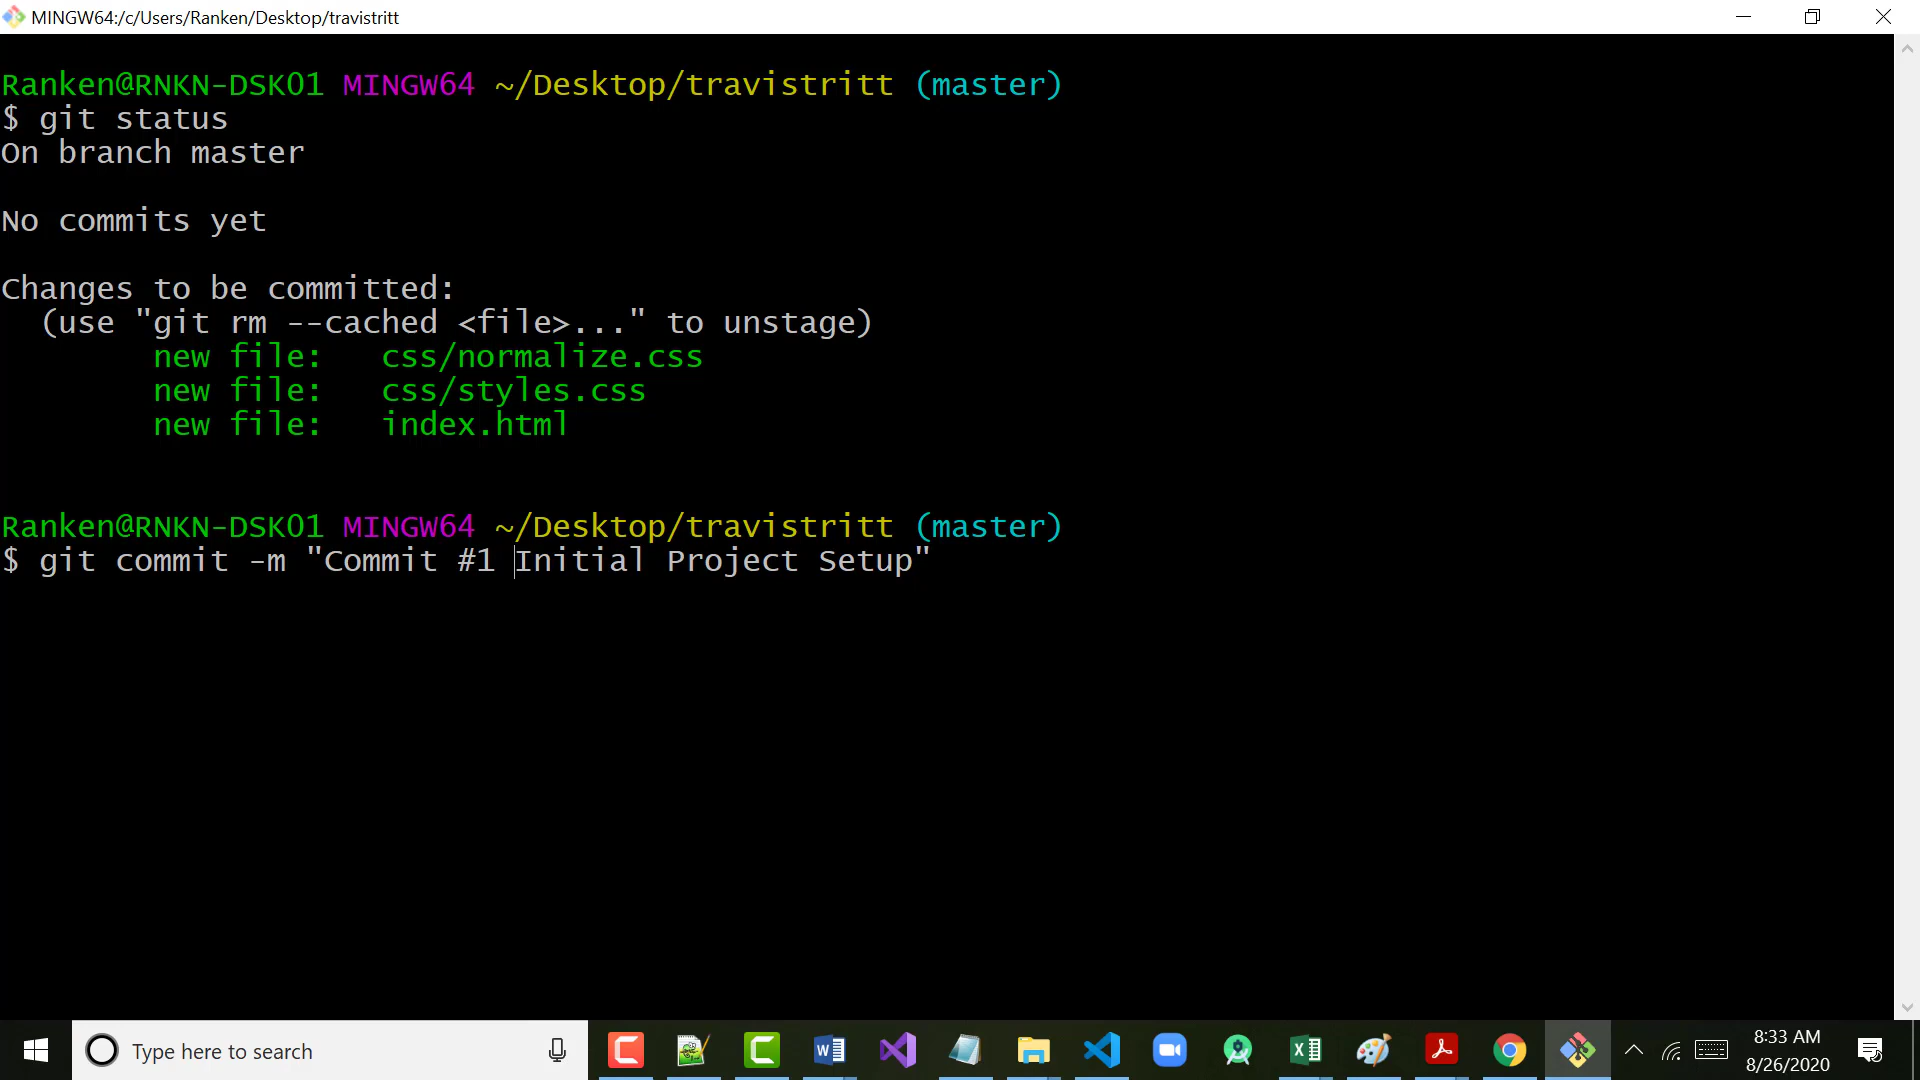 MINGW64:/c/Users/Ranken/Desktop/travistritt
Ranken@RNKN-DSK01 MINGW64 ~/Desktop/travistritt (master)
$ git status
On branch master
No commits yet
Changes to be committed:
  (use "git rm --cached <file>..." to unstage)
        new file:   css/normalize.css
        new file:   css/styles.css
        new file:   index.html
Ranken@RNKN-DSK01 MINGW64 ~/Desktop/travistritt (master)
$ git commit -m "Commit #1 Initial Project Setup"
Type here to search
8:33 AM
8/26/2020